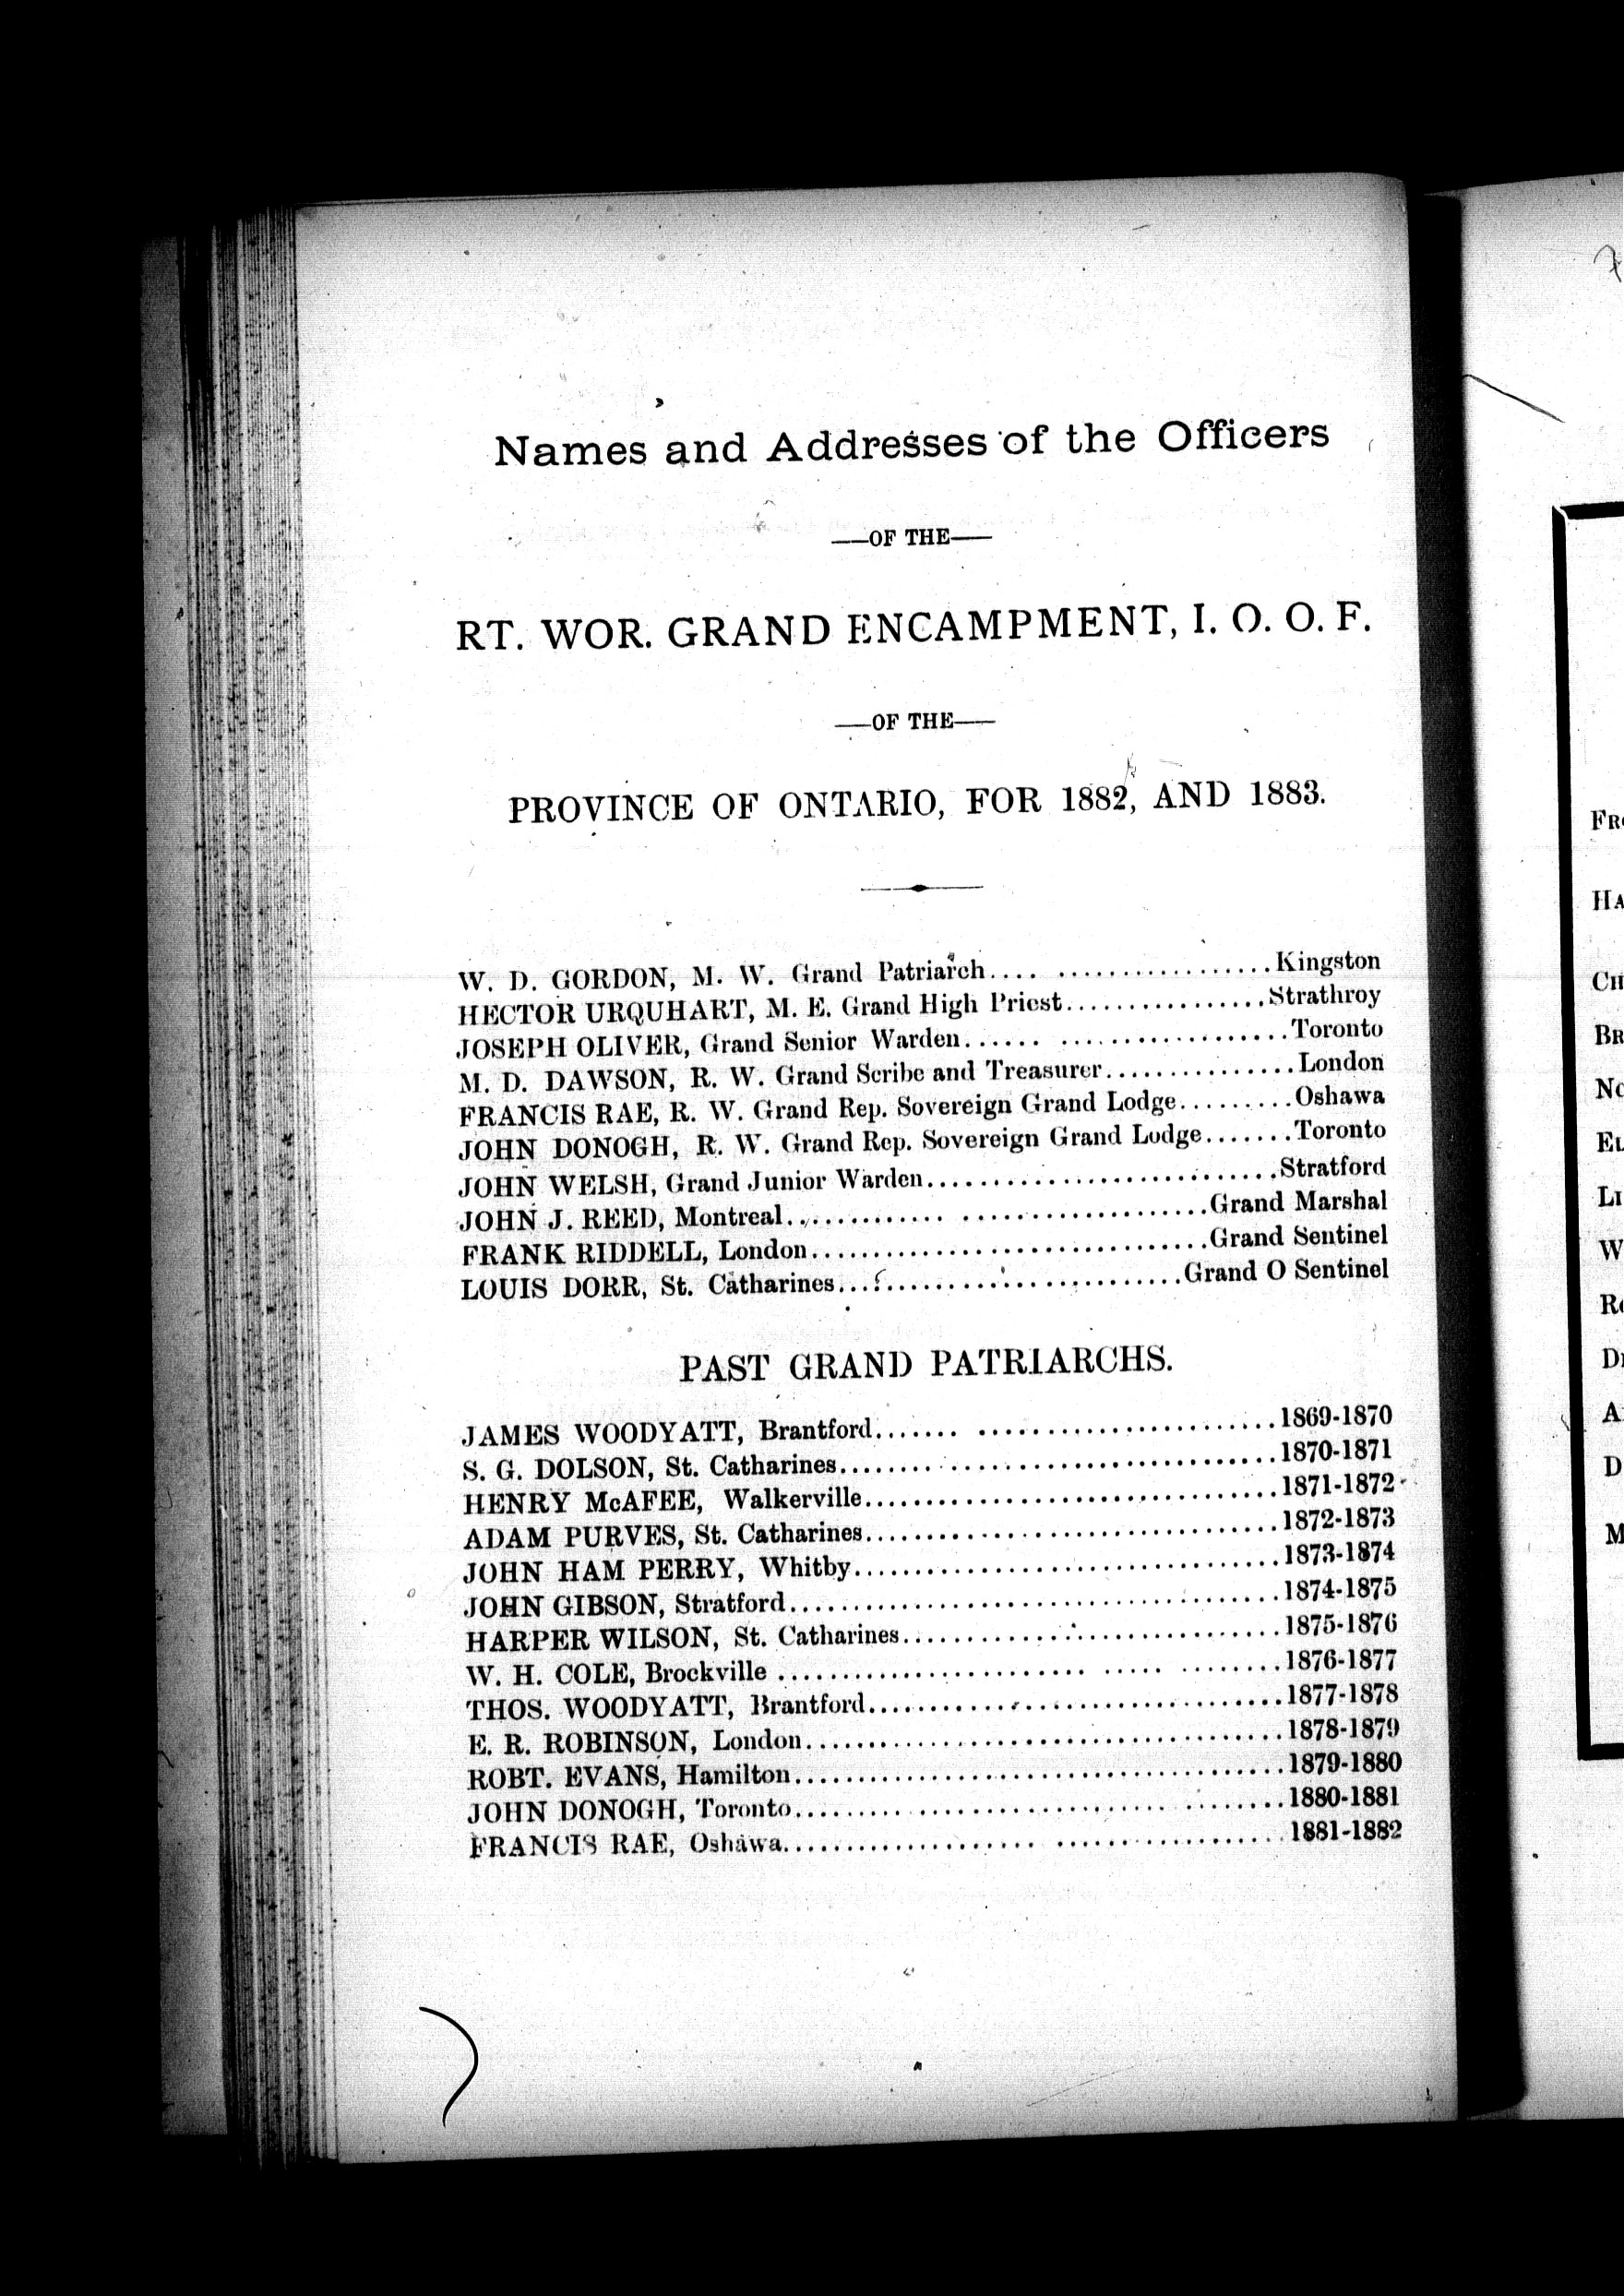 Names and Addresses of the Officers
—OF THE—
RT. WOR. GRAND ENCAMPMENT, I. O. O. F.
—OF THE—
PROVINCE OF ONTARIO, FOR 1882, AND 1883.
W. D. GORDON, M. W. Grand Patriarch.... .................Kingston
HECTOR URQUHART, M. E. Grand High Priest................Strathroy
JOSEPH OLIVER, Grand Senior Warden...... ..................Toronto
M. D. DAWSON, R. W. Grand Scribe and Treasurer...............London
FRANCIS RAE, R. W. Grand Rep. Sovereign Grand Lodge.........Oshawa
JOHN DONOGH, R. W. Grand Rep. Sovereign Grand Lodge.......Toronto
JOHN WELSH, Grand Junior Warden............................Stratford
JOHN J. REED, Montreal............. ....................Grand Marshal
FRANK RIDDELL, London................................Grand Sentinel
LOUIS DORR, St. Catharines............................Grand O Sentinel
PAST GRAND PATRIARCHS.
JAMES WOODYATT, Brantford....... ........................1869-1870
S. G. DOLSON, St. Catharines...................................1870-1871
HENRY McAFEE, Walkerville.................................1871-1872
ADAM PURVES, St. Catharines.................................1872-1873
JOHN HAM PERRY, Whitby..................................1873-1874
JOHN GIBSON, Stratford.......................................1874-1875
HARPER WILSON, St. Catharines..............................1875-1876
W. H. COLE, Brockville ......................... ..... ........1876-1877
THOS. WOODYATT, Brantford.................................1877-1878
E. R. ROBINSON, London......................................1878-1879
ROBT. EVANS, Hamilton.......................................1879-1880
JOHN DONOGH, Toronto.......................................1880-1881
FRANCIS RAE, Oshawa.................... ..................1881-1882